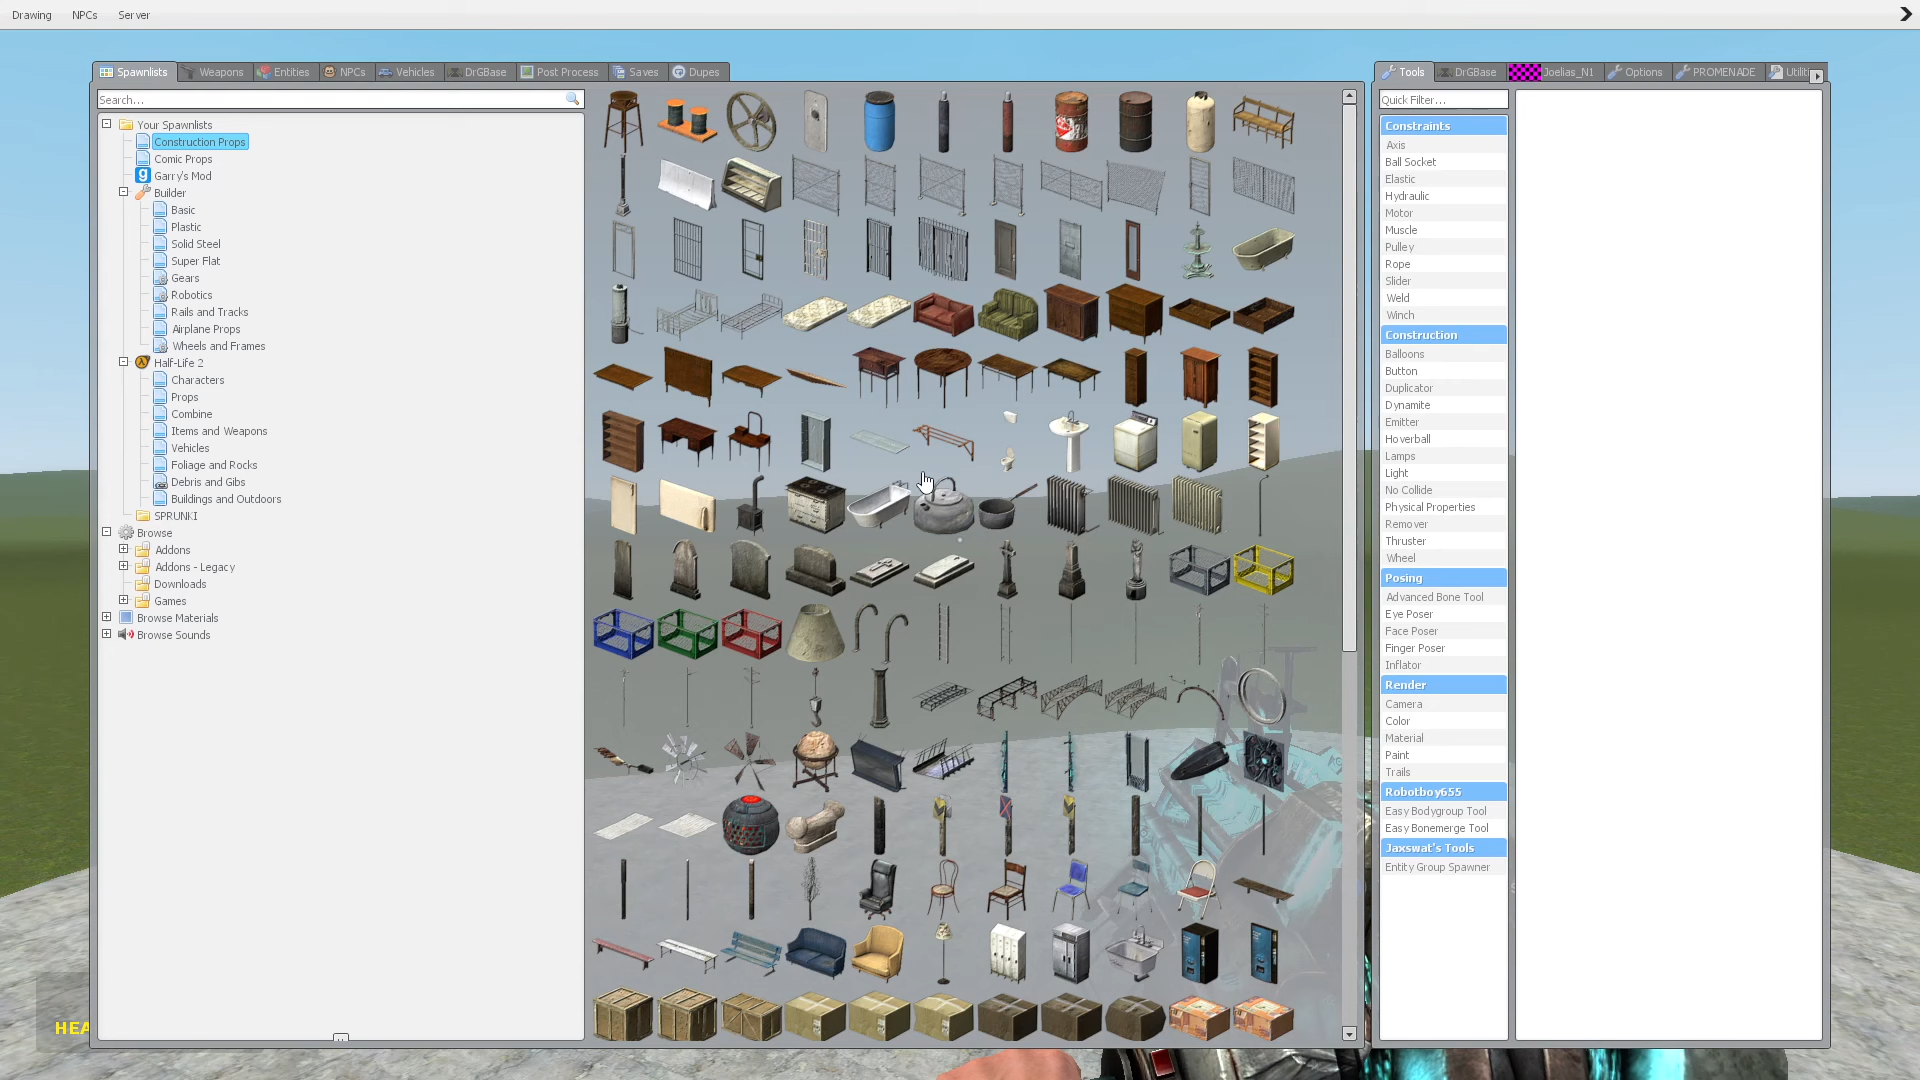 Drawing NPCs Server
Spawnlists Weapons Entities NPCs Vehicles DrGBase Post Process Saves Dupes
Search...
Your Spawnlists
Construction Props
Comic Props
Garry's Mod
Builder
Basic
Plastic
Solid Steel
Super Flat
Gears
Robotics
Rails and Tracks
Airplane Props
Wheels and Frames
Half-Life 2
Characters
Props
Combine
Items and Weapons
Vehicles
Foliage and Rocks
Debris and Gibs
Buildings and Outdoors
SPRUNKI
Browse
Addons
Addons - Legacy
Downloads
Games
Browse Materials
Browse Sounds
HEA
Tools DrGBase Joelias_N1 Options PROMENADE Utiliti
Quick Filter...
Constraints
Axis
Ball Socket
Elastic
Hydraulic
Motor
Muscle
Pulley
Rope
Slider
Weld
Winch
Construction
Balloons
Button
Duplicator
Dynamite
Emitter
Hoverball
Lamps
Light
No Collide
Physical Properties
Remover
Thruster
Wheel
Posing
Advanced Bone Tool
Eye Poser
Face Poser
Finger Poser
Inflator
Render
Camera
Color
Material
Paint
Trails
Robotboy655
Easy Bodygroup Tool
Easy Bonemerge Tool
Jaxswat's Tools
Entity Group Spawner